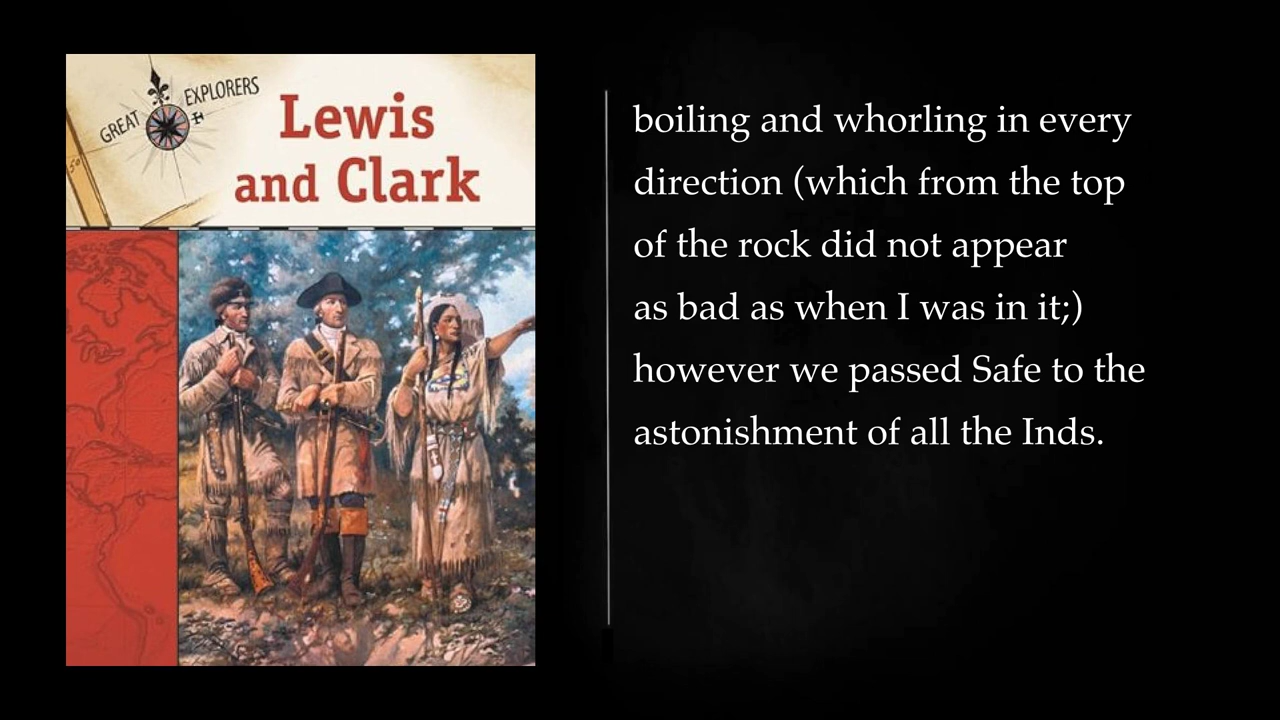 GREAT EXPLORERS
Lewis
and Clark
boiling and whorling in every
direction (which from the top
of the rock did not appear
as bad as when I was in it;)
however we passed Safe to the
astonishment of all the Inds.